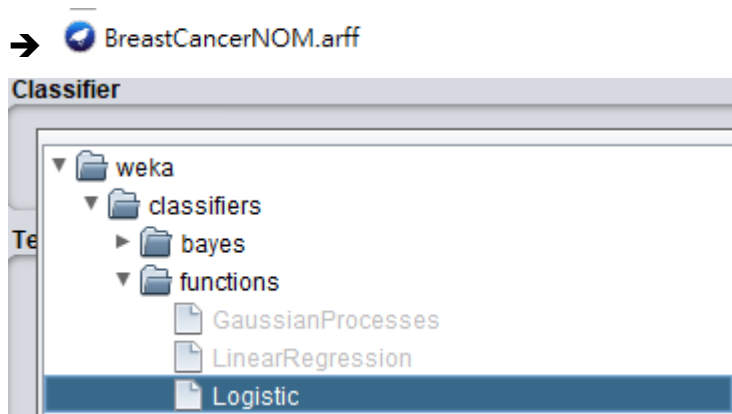 ➔ BreastCancerNOM.arff
Classifier
weka
classifiers
Te
bayes
functions
GaussianProcesses
LinearRegression
Logistic